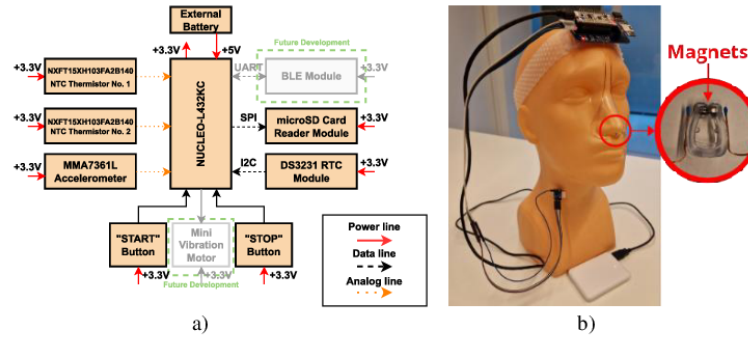 External
Battery
+3.3V
+5V
Future Development
+3.3V
NXFT15XH103FA2B140
NTC Thermistor No. 1
UART
BLE Module
+3.3V
NUCLEO-L432KC
+3.3V
NXFT15XH103FA2B140
NTC Thermistor No. 2
SPI
microSD Card
Reader Module
+3.3V
+3.3V
MMA7361L
Accelerometer
I2C
DS3231 RTC
Module
+3.3V
"START"
Button
Mini
Vibration
Motor
"STOP"
Button
+3.3V
+3.3V
+3.3V
Future Development
Power line
Data line
Analog line
Magnets
a)
b)